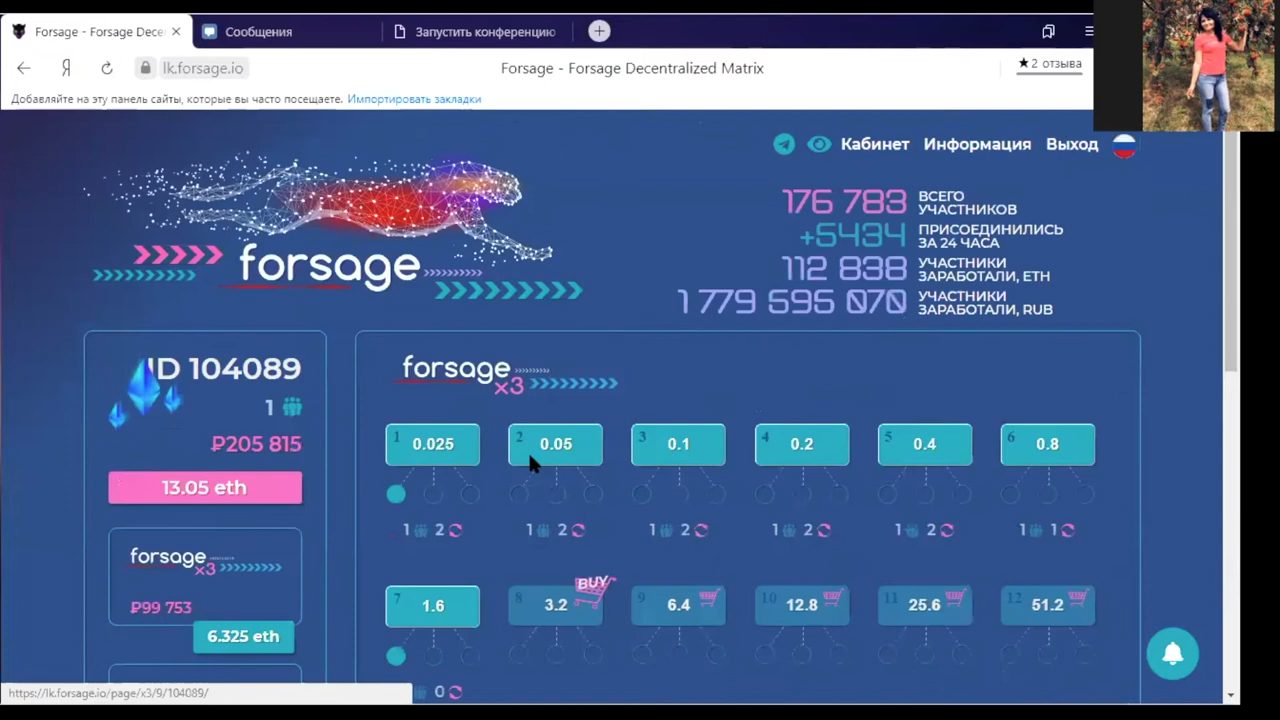 Forsage - Forsage Dece
Сообщения
Запустить конференцию
lk.forsage.io
Forsage - Forsage Decentralized Matrix
★2 отзыва
Добавляйте на эту панель сайты, которые вы часто посещаете. Импортировать закладки
Кабинет Информация Выход
forsage
176 783 ВСЕГО
УЧАСТНИКОВ
+5434 ПРИСОЕДИНИЛИСЬ
ЗА 24 ЧАСА
112 838 УЧАСТНИКИ
ЗАРАБОТАЛИ, ETH
1 779 595 070 УЧАСТНИКИ
ЗАРАБОТАЛИ, RUB
ID 104089
1
₽205 815
13.05 eth
forsage
x3
₽99 753
6.325 eth
forsage
x3
1 0.025 2 0.05 3 0.1 4 0.2 5 0.4 6 0.8
1 2 1 2 1 2 1 2 1 2 1 1
BUY
7 1.6 8 3.2 9 6.4 10 12.8 11 25.6 12 51.2
0
https://lk.forsage.io/page/x3/9/104089/